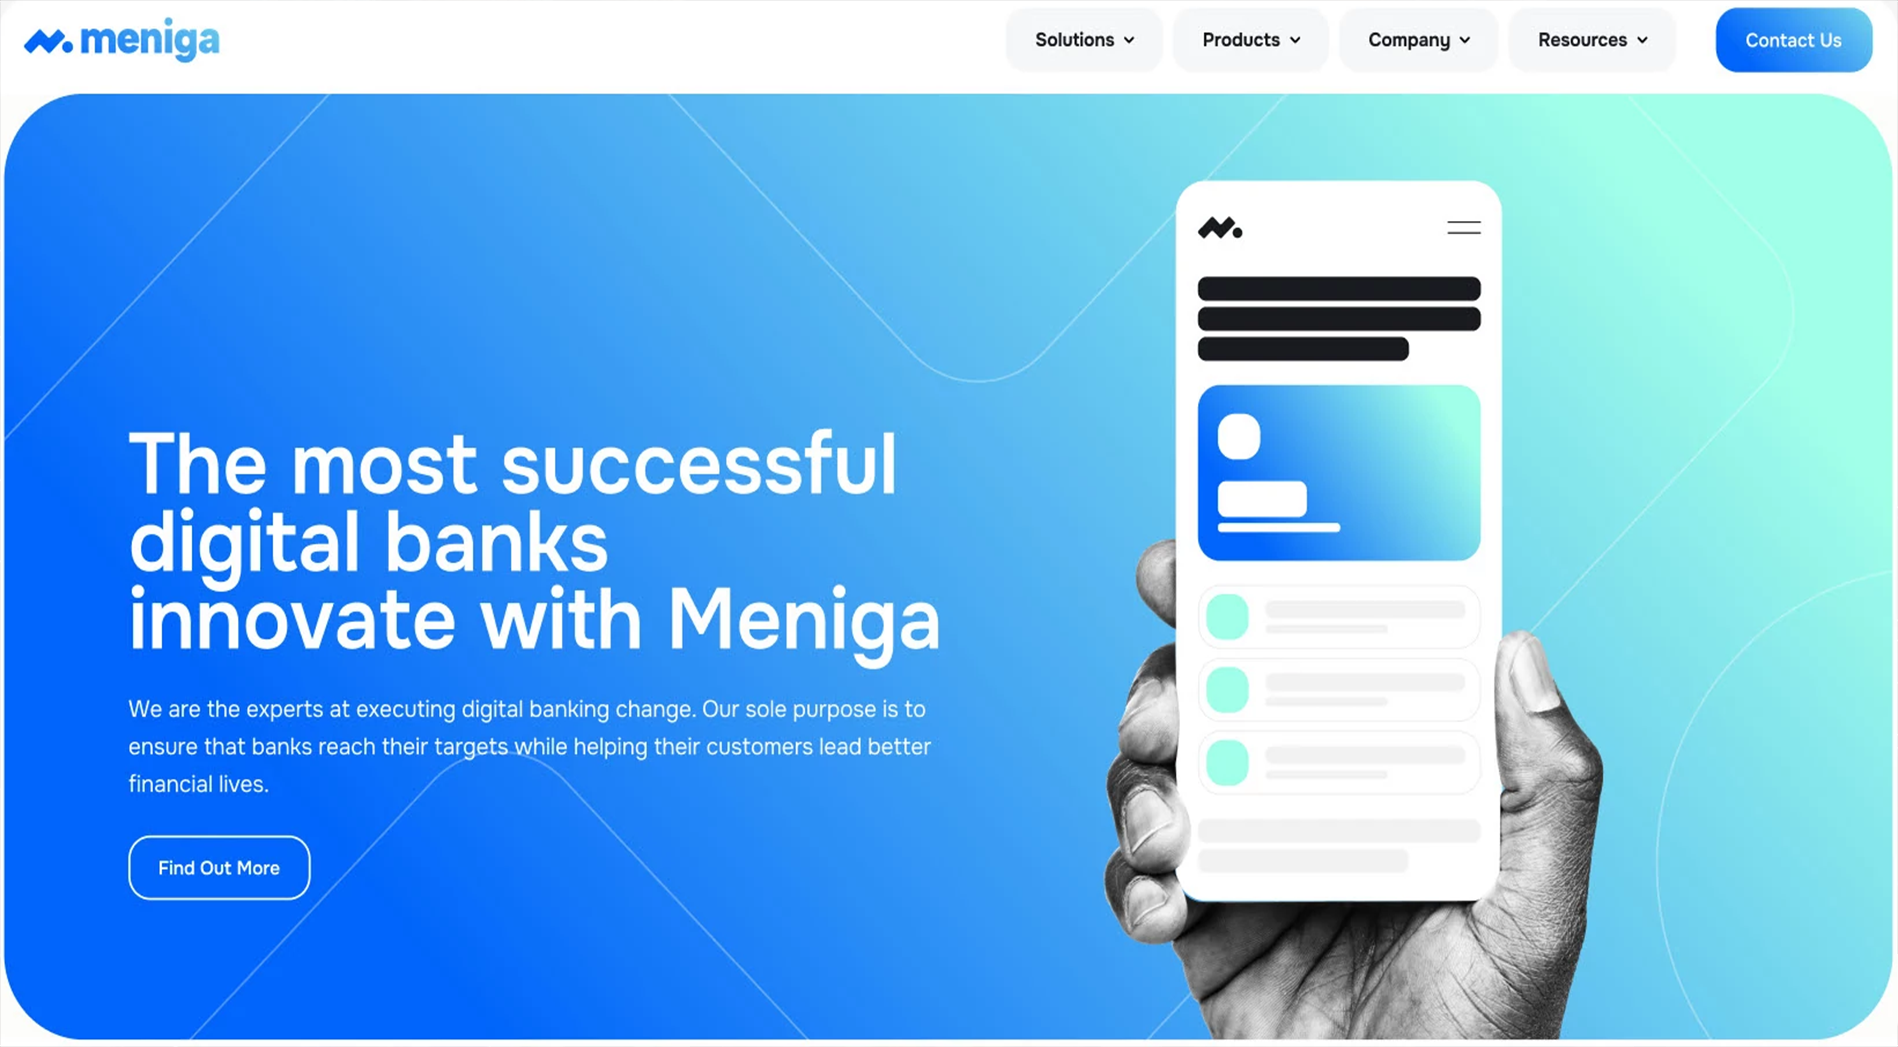 meniga
Solutions
Products
Company
Resources
Contact Us
The most successful
digital banks
innovate with Meniga
We are the experts at executing digital banking change. Our sole purpose is to
ensure that banks reach their targets while helping their customers lead better
financial lives.
Find Out More